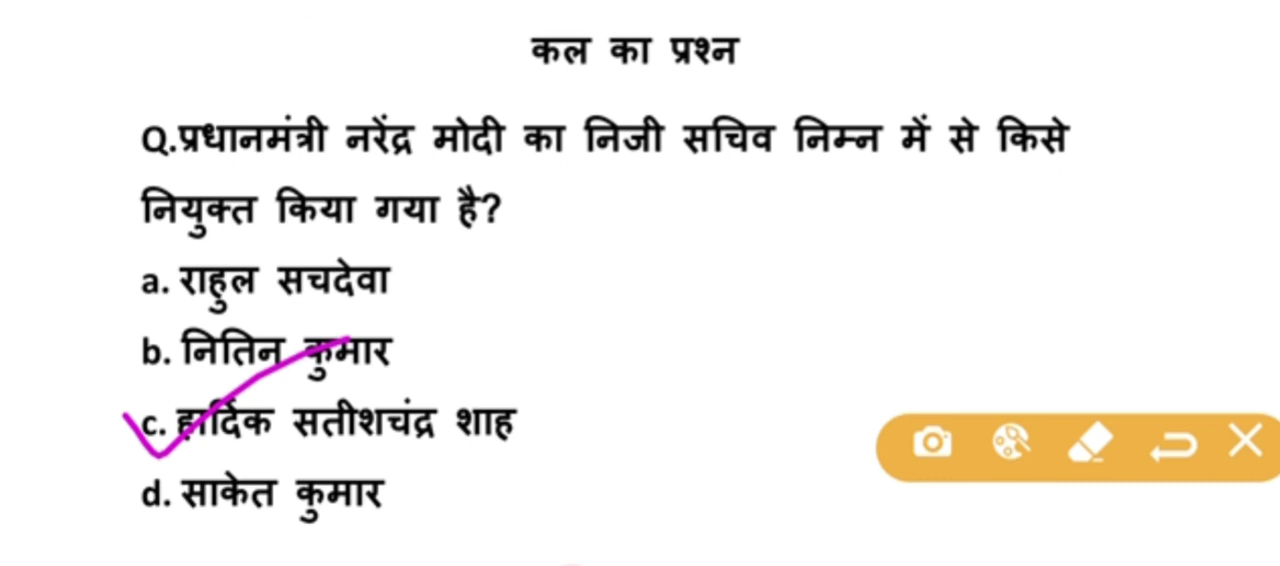 कल का प्रश्न
Q.प्रधानमंत्री नरेंद्र मोदी का निजी सचिव निम्न में से किसे
नियुक्त किया गया है?
a. राहुल सचदेवा
b. नितिन कुमार
c. हार्दिक सतीशचंद्र शाह
d. साकेत कुमार